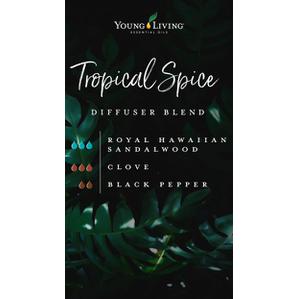 YOUNG LIVING
ESSENTIAL OILS
Tropical Spice
DIFFUSER BLEND
ROYAL HAWAIIAN
SANDALWOOD
CLOVE
BLACK PEPPER